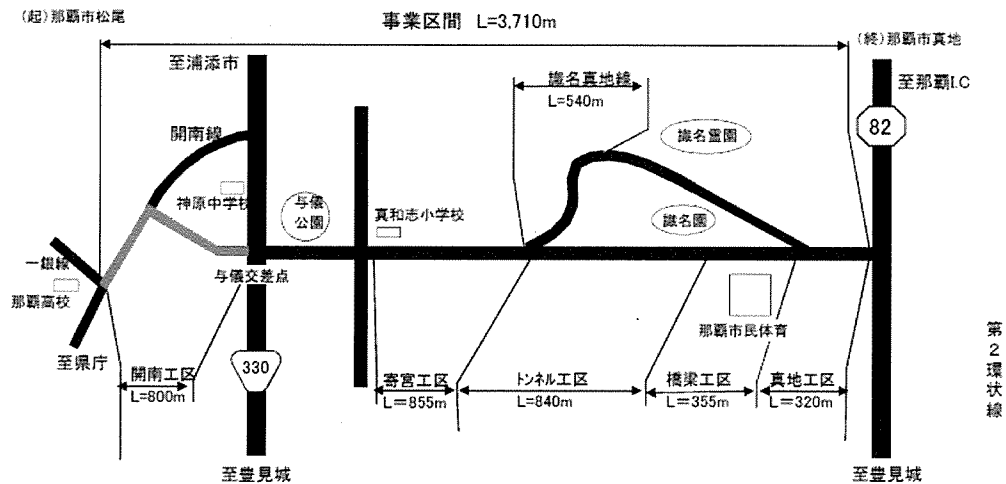 (起)那覇市松尾
事業区間 L=3,710m
(終)那覇市真地
至浦添市
識名真地線
L=540m
至那覇I.C
82
開南線
識名霊園
神原中学校
与儀
公園
真和志小学校
識名園
一銀線
那覇高校
与儀交差点
那覇市民体育
至県庁
330
開南工区
L=800m
寄宮工区
L=855m
トンネル工区
L=840m
橋梁工区
L=355m
真地工区
L=320m
第2環状線
至豊見城
至豊見城